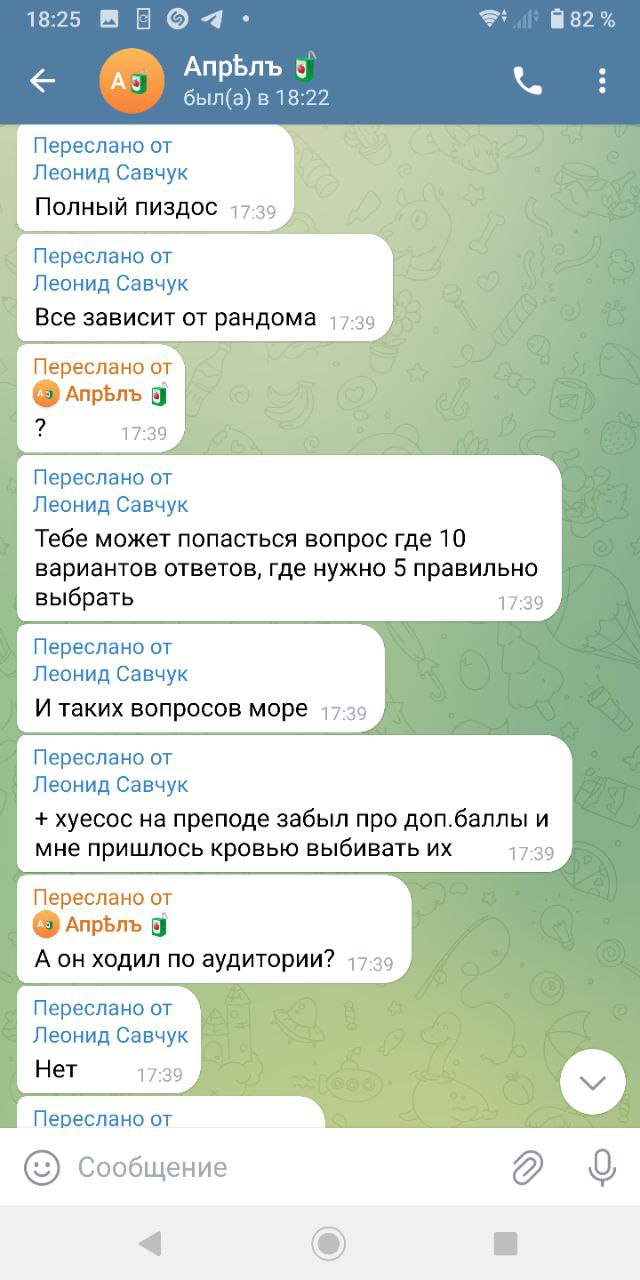 18:25
82 %
Апрѣлъ
был(а) в 18:22
Переслано от
Леонид Савчук
Полный пиздос 17:39
Переслано от
Леонид Савчук
Все зависит от рандома 17:39
Переслано от
Апрѣлъ
? 17:39
Переслано от
Леонид Савчук
Тебе может попасться вопрос где 10
вариантов ответов, где нужно 5 правильно
выбрать 17:39
Переслано от
Леонид Савчук
И таких вопросов море 17:39
Переслано от
Леонид Савчук
+ хуесос на преподе забыл про доп.баллы и
мне пришлось кровью выбивать их 17:39
Переслано от
Апрѣлъ
А он ходил по аудитории? 17:39
Переслано от
Леонид Савчук
Нет 17:39
Переслано от
Сообщение